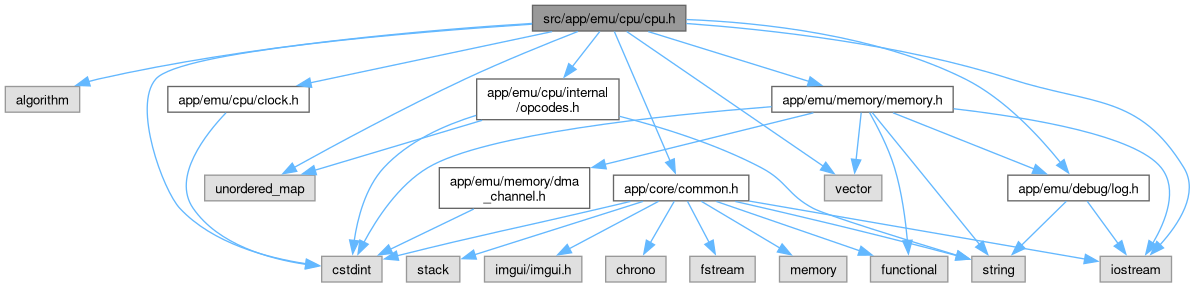 src/app/emu/cpu/cpu.h
algorithm
app/emu/cpu/clock.h
app/emu/cpu/internal
/opcodes.h
app/emu/memory/memory.h
unordered_map
app/emu/memory/dma
_channel.h
app/core/common.h
vector
app/emu/debug/log.h
cstdint
stack
imgui/imgui.h
chrono
fstream
memory
functional
string
iostream